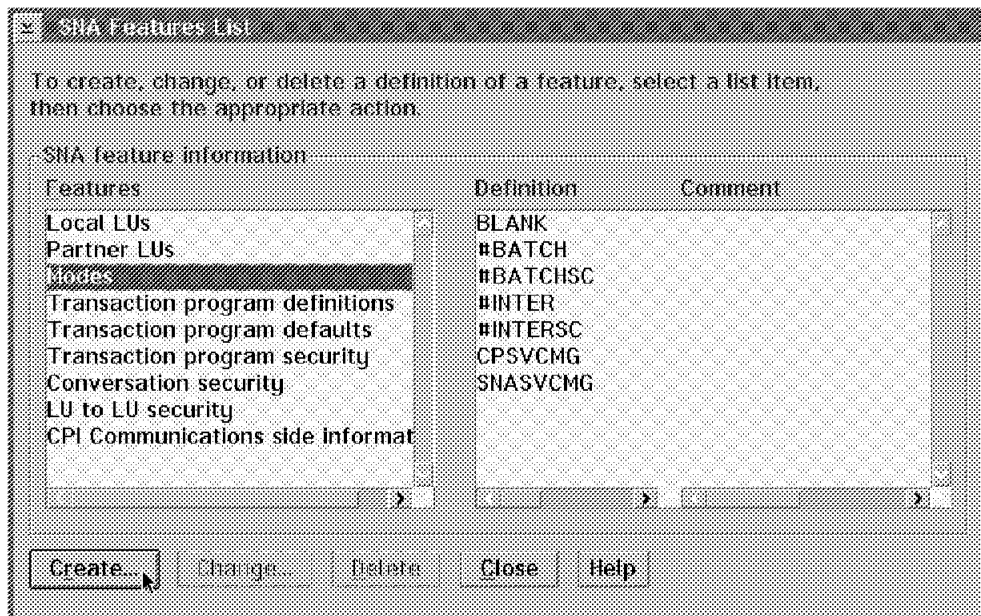 SNA Features List
To create, change, or delete a definition of a feature, select a list item,
then choose the appropriate action.
SNA feature information
Features
Definition
Comment
Local LUs
Partner LUs
Modes
Transaction program definitions
Transaction program defaults
Transaction program security
Conversation security
LU to LU security
CPI Communications side informat
BLANK
#BATCH
#BATCHSC
#INTER
#INTERSC
CPSVCMG
SNASVCMG
Create...
Change...
Delete
Close
Help